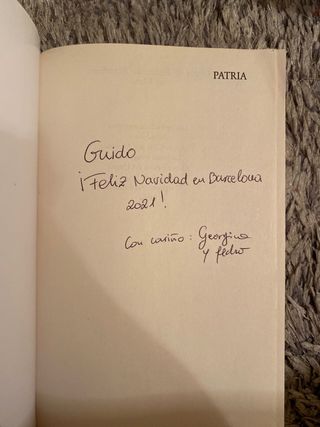 PATRIA
Guido
¡Feliz Navidad en Barcelona
2021!
Con cariño: Georgina
y Pedro